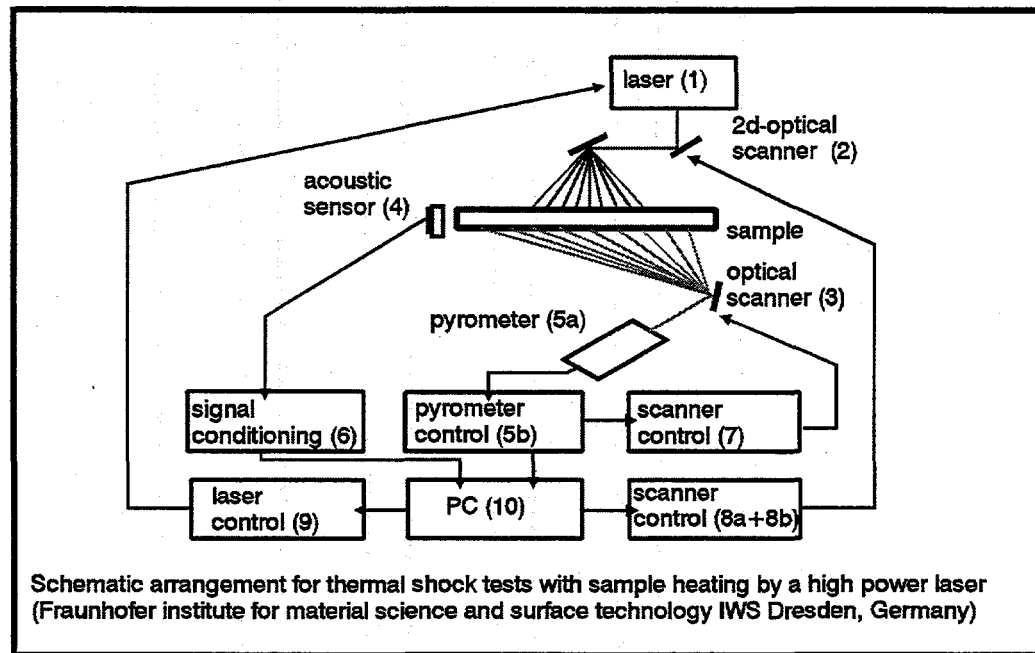 laser (1)
2d-optical
scanner (2)
acoustic
sensor (4)
sample
optical
scanner (3)
pyrometer (5a)
signal
conditioning (6)
pyrometer
control (5b)
scanner
control (7)
laser
control (9)
PC (10)
scanner
control (8a+8b)
Schematic arrangement for thermal shock tests with sample heating by a high power laser
(Fraunhofer institute for material science and surface technology IWS Dresden, Germany)